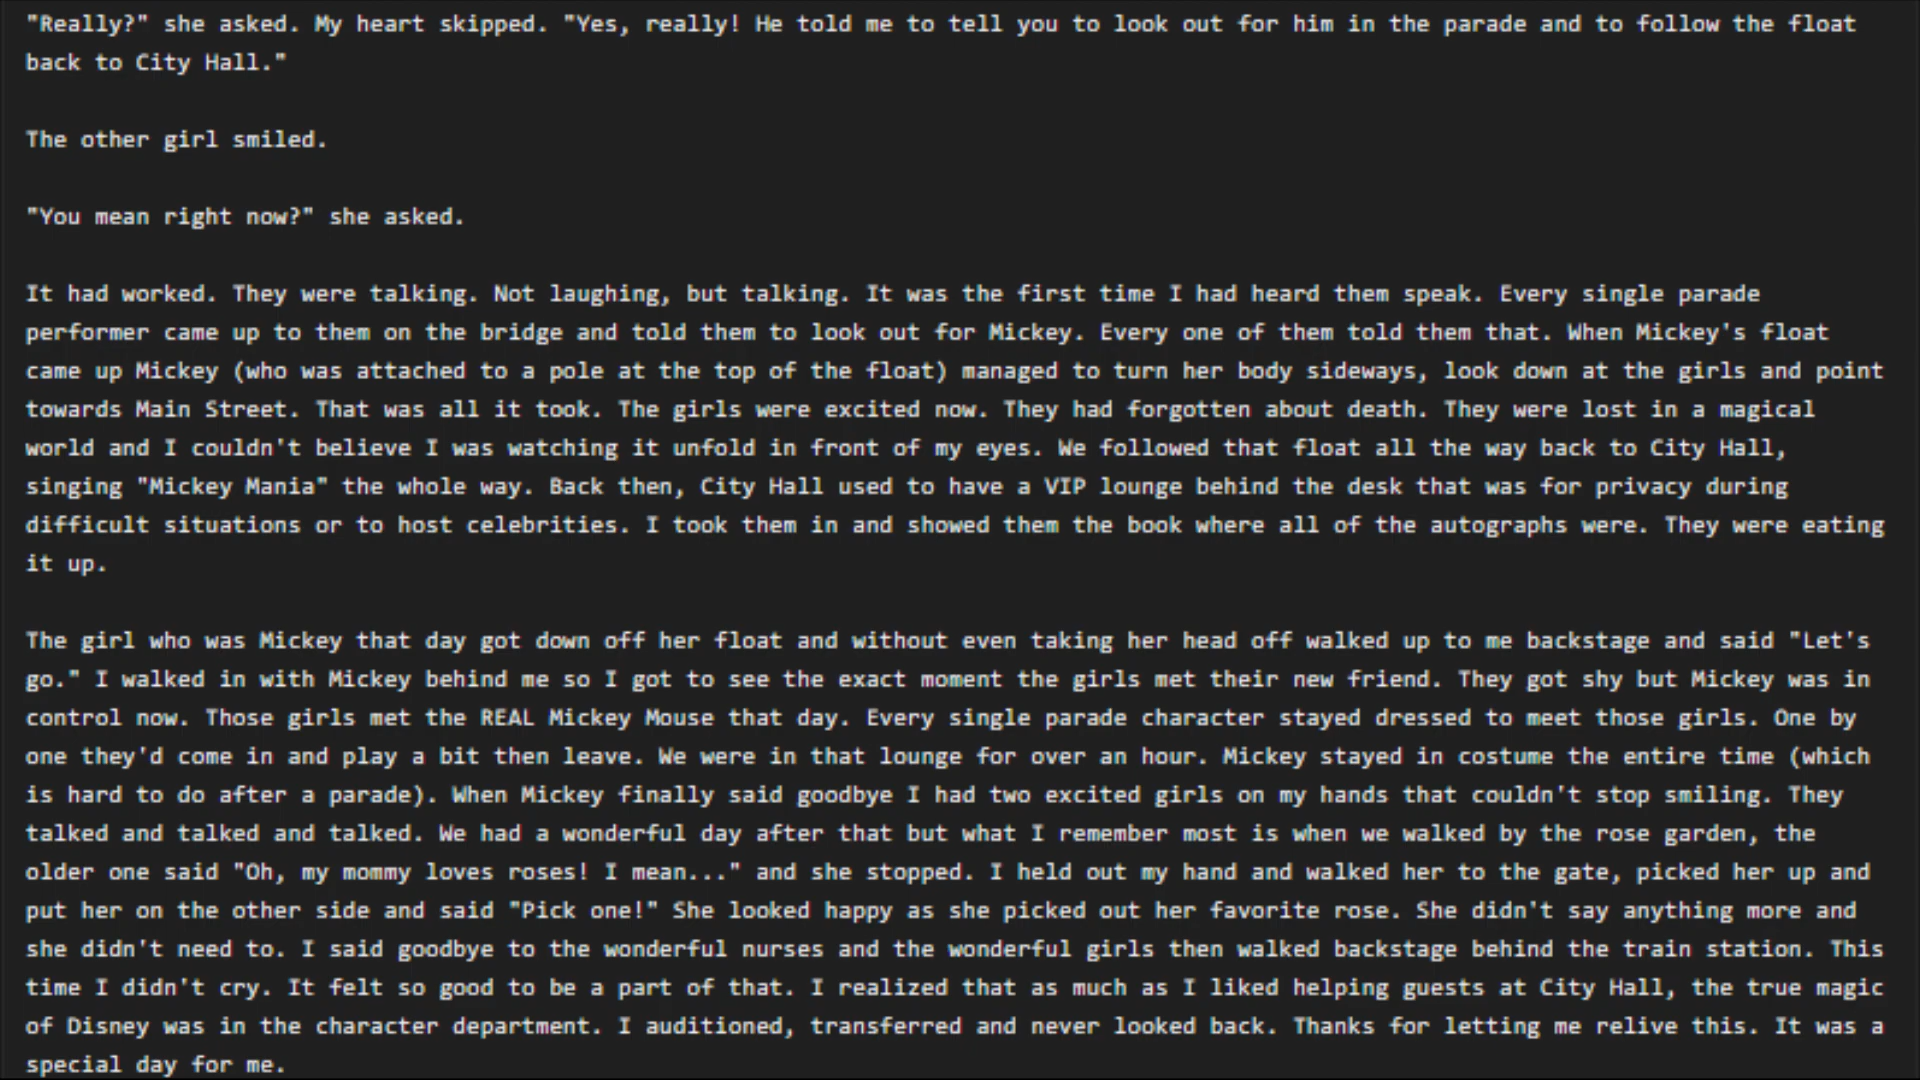 "Really?" she asked. My heart skipped. "Yes, really! He told me to tell you to look out for him in the parade and to follow the float
back to City Hall."
The other girl smiled.
"You mean right now?" she asked.
It had worked. They were talking. Not laughing, but talking. It was the first time I had heard them speak. Every single parade
performer came up to them on the bridge and told them to look out for Mickey. Every one of them told them that. When Mickey's float
came up Mickey (who was attached to a pole at the top of the float) managed to turn her body sideways, look down at the girls and point
towards Main Street. That was all it took. The girls were excited now. They had forgotten about death. They were lost in a magical
world and I couldn't believe I was watching it unfold in front of my eyes. We followed that float all the way back to City Hall,
singing "Mickey Mania" the whole way. Back then, City Hall used to have a VIP lounge behind the desk that was for privacy during
difficult situations or to host celebrities. I took them in and showed them the book where all of the autographs were. They were eating
it up.
The girl who was Mickey that day got down off her float and without even taking her head off walked up to me backstage and said "Let's
go." I walked in with Mickey behind me so I got to see the exact moment the girls met their new friend. They got shy but Mickey was in
control now. Those girls met the REAL Mickey Mouse that day. Every single parade character stayed dressed to meet those girls. One by
one they'd come in and play a bit then leave. We were in that lounge for over an hour. Mickey stayed in costume the entire time (which
is hard to do after a parade). When Mickey finally said goodbye I had two excited girls on my hands that couldn't stop smiling. They
talked and talked and talked. We had a wonderful day after that but what I remember most is when we walked by the rose garden, the
older one said "Oh, my mommy loves roses! I mean..." and she stopped. I held out my hand and walked her to the gate, picked her up and
put her on the other side and said "Pick one!" She looked happy as she picked out her favorite rose. She didn't say anything more and
she didn't need to. I said goodbye to the wonderful nurses and the wonderful girls then walked backstage behind the train station. This
time I didn't cry. It felt so good to be a part of that. I realized that as much as I liked helping guests at City Hall, the true magic
of Disney was in the character department. I auditioned, transferred and never looked back. Thanks for letting me relive this. It was a
special day for me.